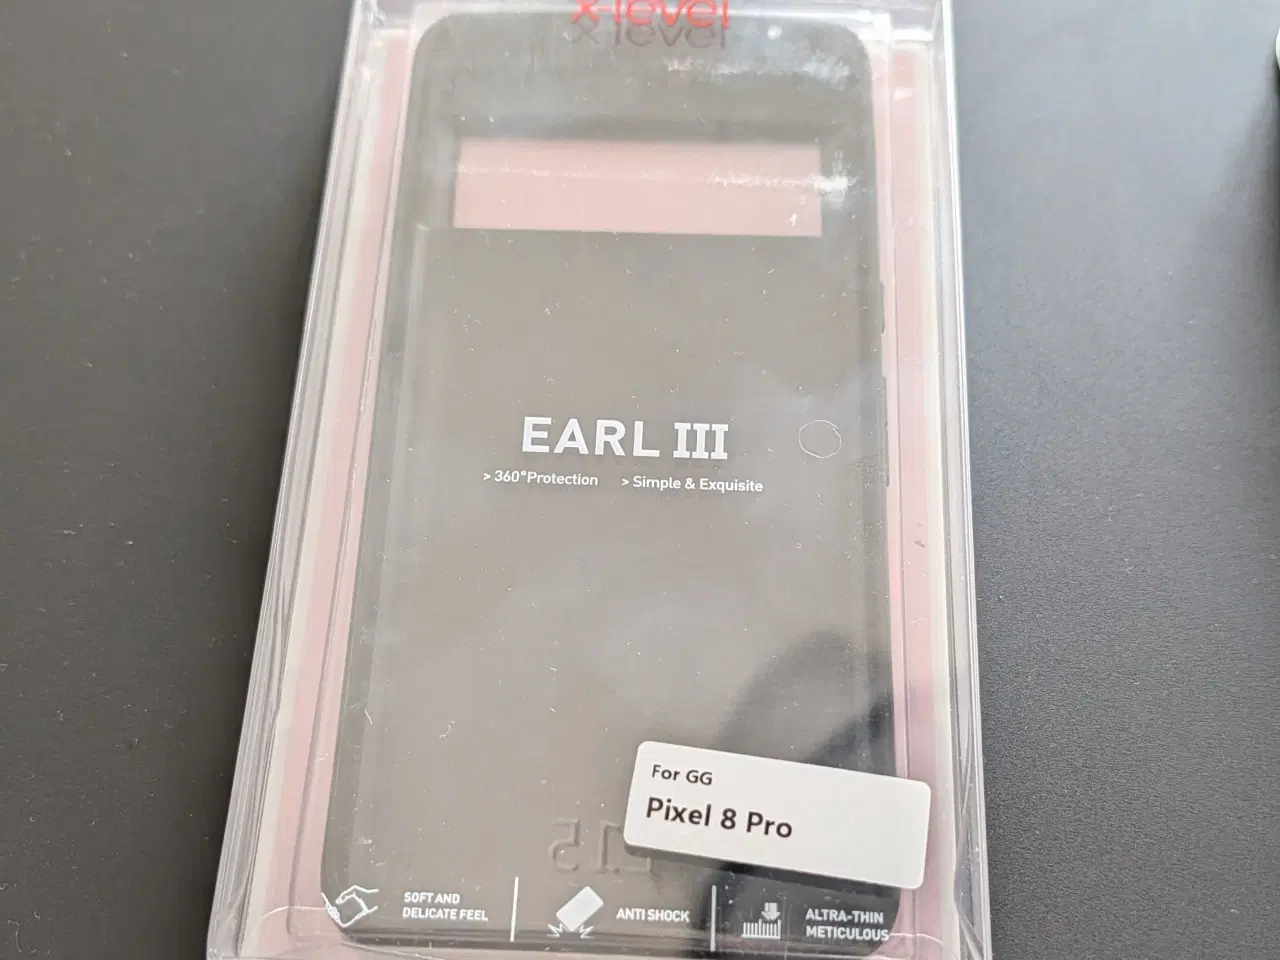 x-level
EARL III
> 360°Protection > Simple & Exquisite
For GG
Pixel 8 Pro
SOFT AND
DELICATE FEEL
ANTI SHOCK
ALTRA-THIN
METICULOUS